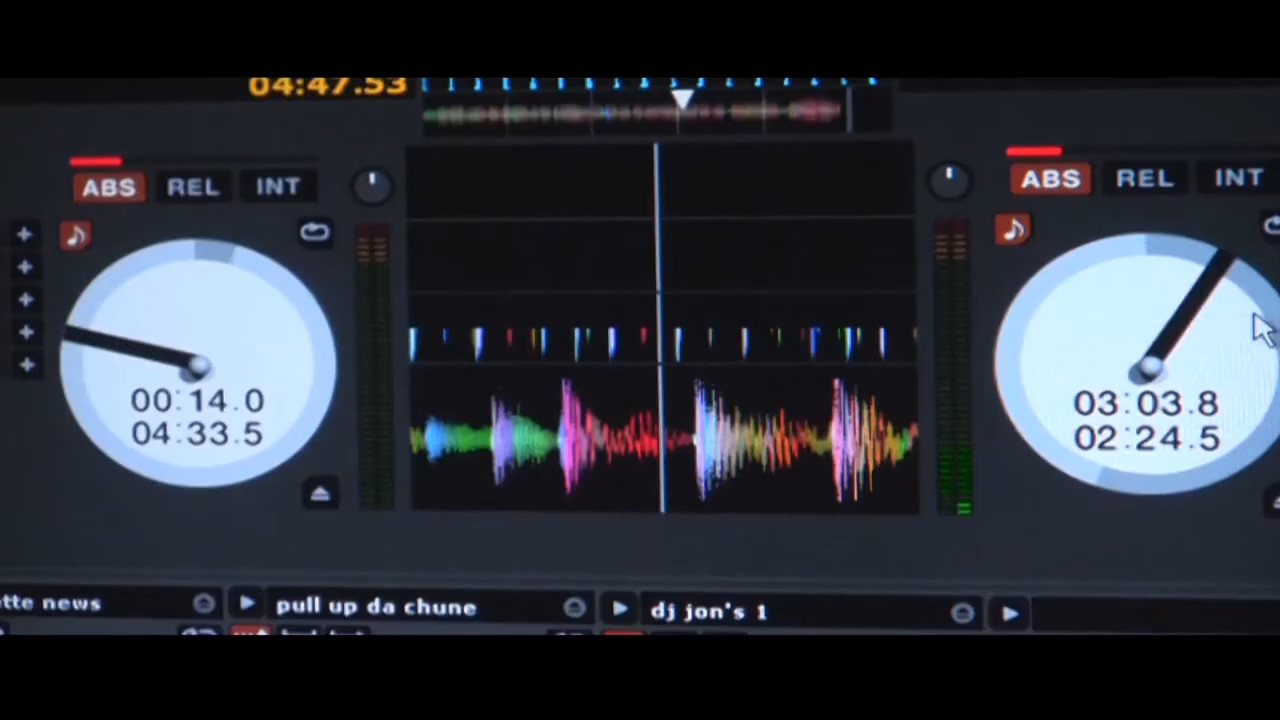 04:47.53
ABS REL INT
ABS REL INT
00:14.0
04:33.5
03:03.8
02:24.5
tte news
pull up da chune
dj jon's 1